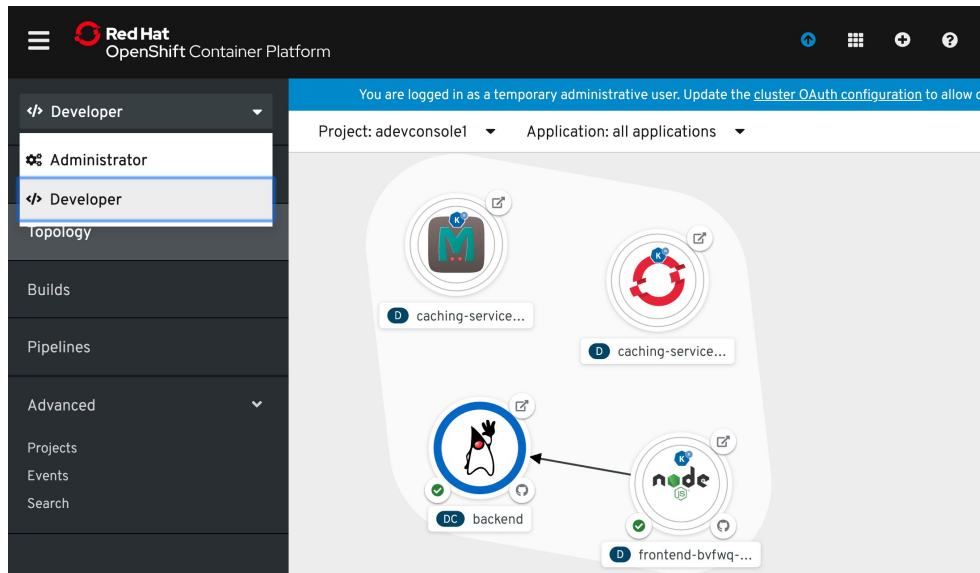 Red Hat
OpenShift Container Platform
Developer
You are logged in as a temporary administrative user. Update the cluster OAuth configuration to allow
Project: adevconsole1
Application: all applications
Administrator
Developer
Topology
Builds
Pipelines
Advanced
Projects
Events
Search
K
M
D caching-service...
K
D caching-service...
DC backend
K
node
JS
D frontend-bvfwq-...